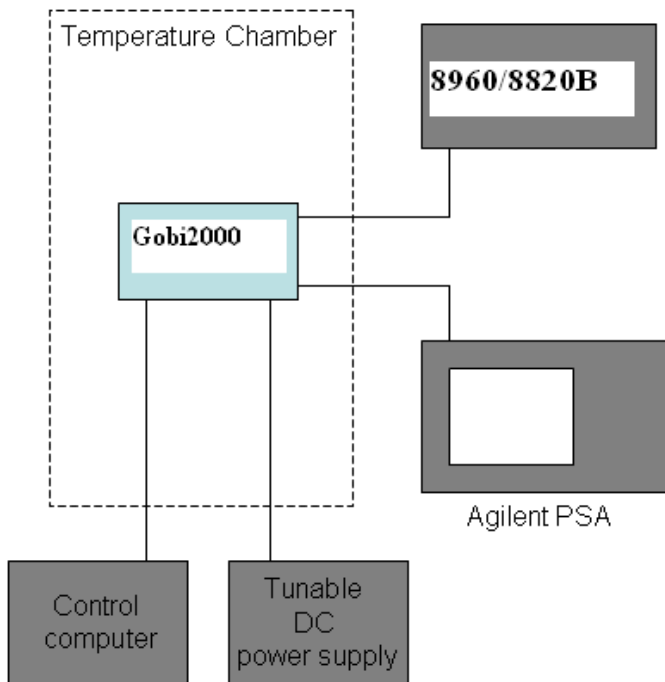 Temperature Chamber
8960/8820B
Gobi2000
Agilent PSA
Control
computer
Tunable
DC
power supply